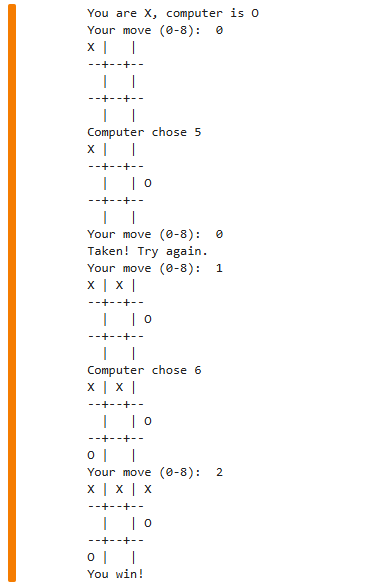 You are X, computer is O
Your move (0-8):  0
X |   |
--+--+--
  |   |
--+--+--
  |   |
Computer chose 5
X |   |
--+--+--
  |   | O
--+--+--
  |   |
Your move (0-8):  0
Taken! Try again.
Your move (0-8):  1
X | X |
--+--+--
  |   | O
--+--+--
  |   |
Computer chose 6
X | X |
--+--+--
  |   | O
--+--+--
O |   |
Your move (0-8):  2
X | X | X
--+--+--
  |   | O
--+--+--
O |   |
You win!